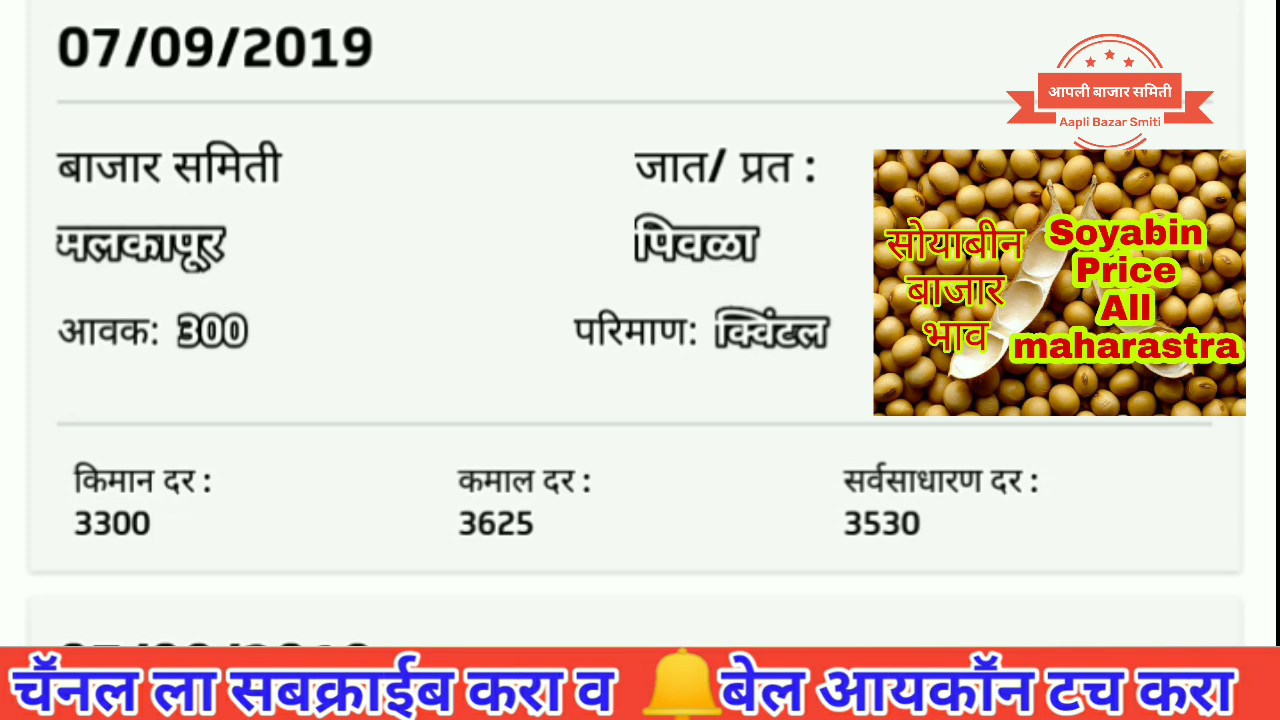 07/09/2019
आपली बाजार समिती
Aapli Bazar Smiti
बाजार समिती
जात/ प्रत :
मलकापूर
पिवळा
आवक: 300
परिमाण: क्विंटल
सोयाबीन
बाजार
भाव
Soyabin
Price
All
maharastra
किमान दर :
3300
कमाल दर :
3625
सर्वसाधारण दर :
3530
चॅनल ला सबक्राईब करा व बेल आयकॉन टच करा